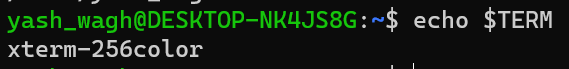 yash_wagh@DESKTOP-NK4JS8G:~$ echo $TERM
xterm-256color